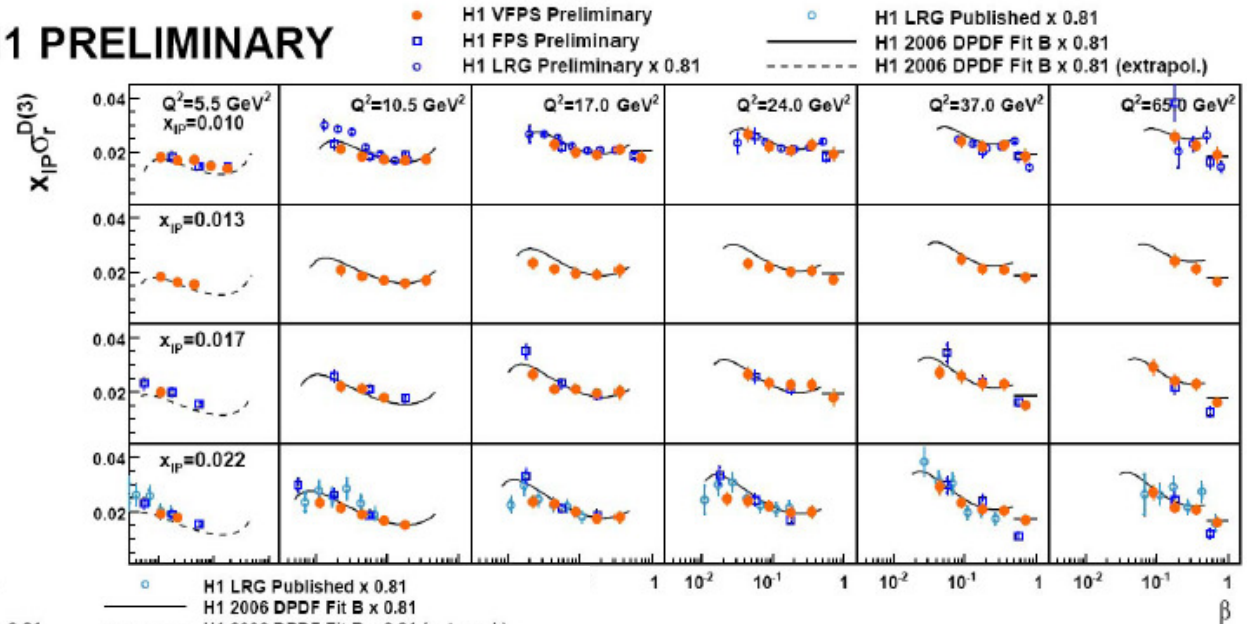 1 PRELIMINARY
H1 VFPS Preliminary
H1 FPS Preliminary
H1 LRG Preliminary x 0.81
H1 LRG Published x 0.81
H1 2006 DPDF Fit B x 0.81
H1 2006 DPDF Fit B x 0.81 (extrapol.)
x_IP σ_r^D(3)
0.04
0.02
Q²=5.5 GeV²
x_IP=0.010
Q²=10.5 GeV²
Q²=17.0 GeV²
Q²=24.0 GeV²
Q²=37.0 GeV²
Q²=65.0 GeV²
0.04
0.02
x_IP=0.013
0.04
0.02
x_IP=0.017
0.04
0.02
x_IP=0.022
1 10⁻² 10⁻¹ 1 10⁻² 10⁻¹ 1 10⁻² 10⁻¹ 1
β
H1 LRG Published x 0.81
H1 2006 DPDF Fit B x 0.81